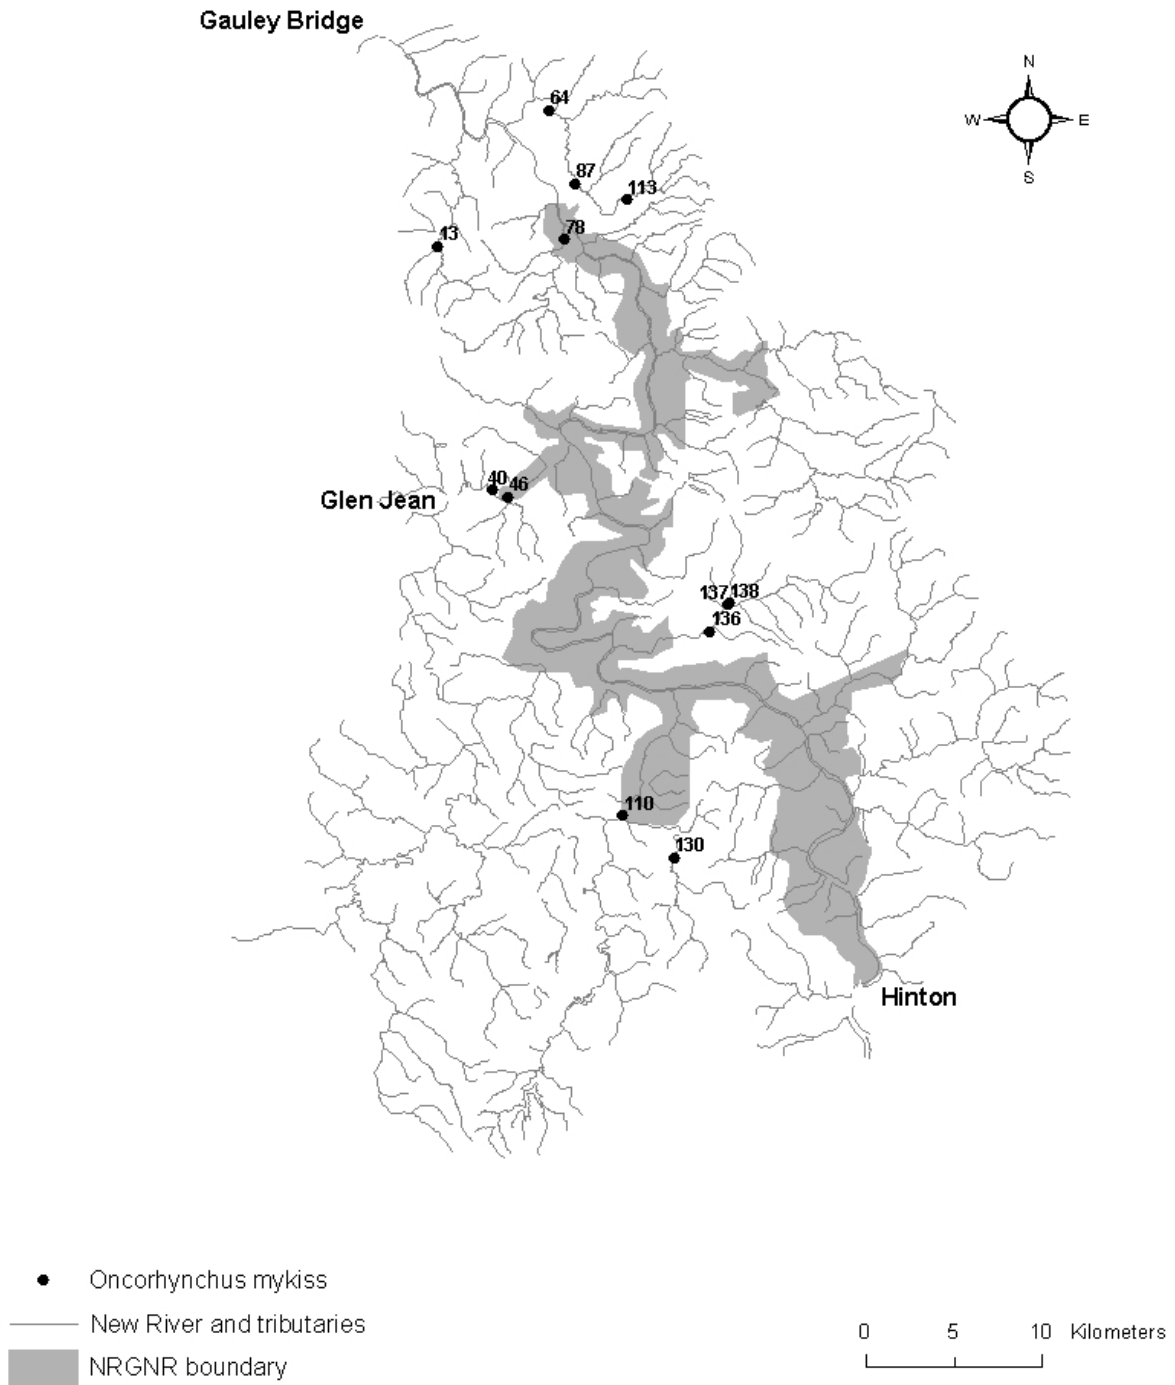 Gauley Bridge
N
W E
S
64
87
113
78
13
40
46
Glen Jean
137 138
136
110
130
Hinton
Oncorhynchus mykiss
New River and tributaries
NRGNR boundary
0 5 10 Kilometers